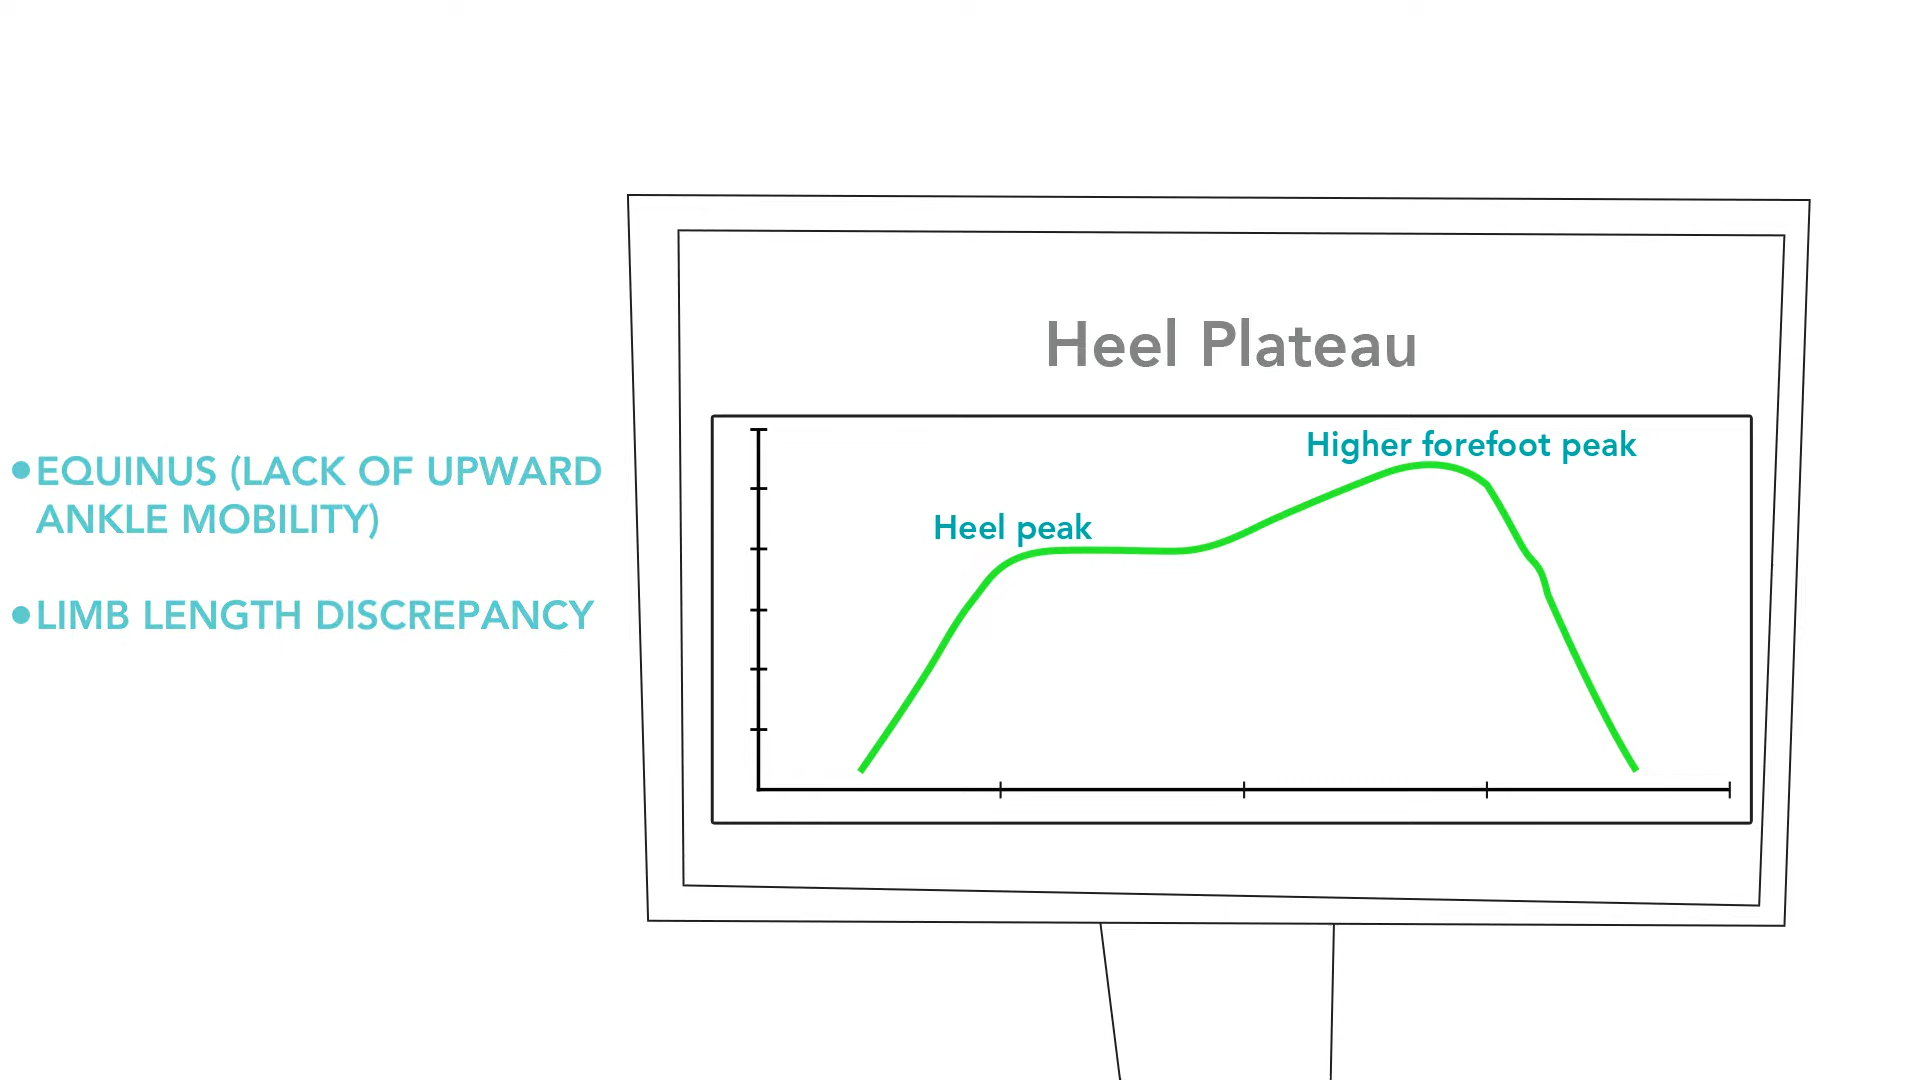 Heel Plateau
Higher forefoot peak
Heel peak
•EQUINUS (LACK OF UPWARD
ANKLE MOBILITY)
•LIMB LENGTH DISCREPANCY